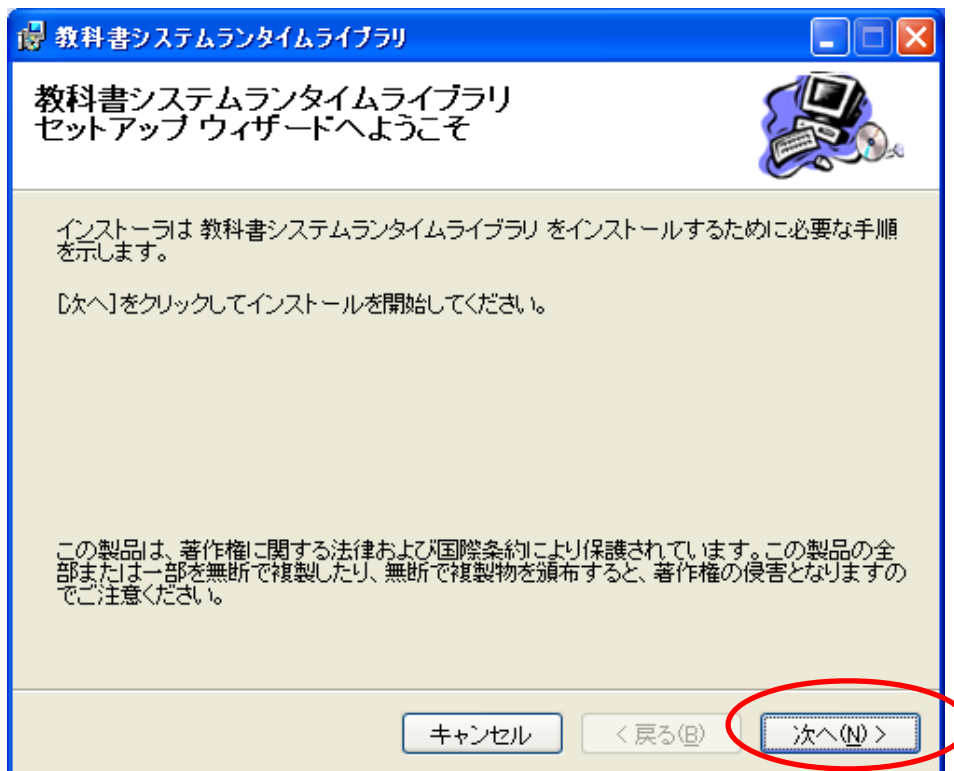 教科書システムランタイムライブラリ
教科書システムランタイムライブラリ
セットアップ ウィザードへようこそ
インストーラは 教科書システムランタイムライブラリ をインストールするために必要な手順
を示します。
[次へ]をクリックしてインストールを開始してください。
この製品は、著作権に関する法律および国際条約により保護されています。この製品の全
部または一部を無断で複製したり、無断で複製物を頒布すると、著作権の侵害となりますの
でご注意ください。
キャンセル
< 戻る(B)
次へ(N) >